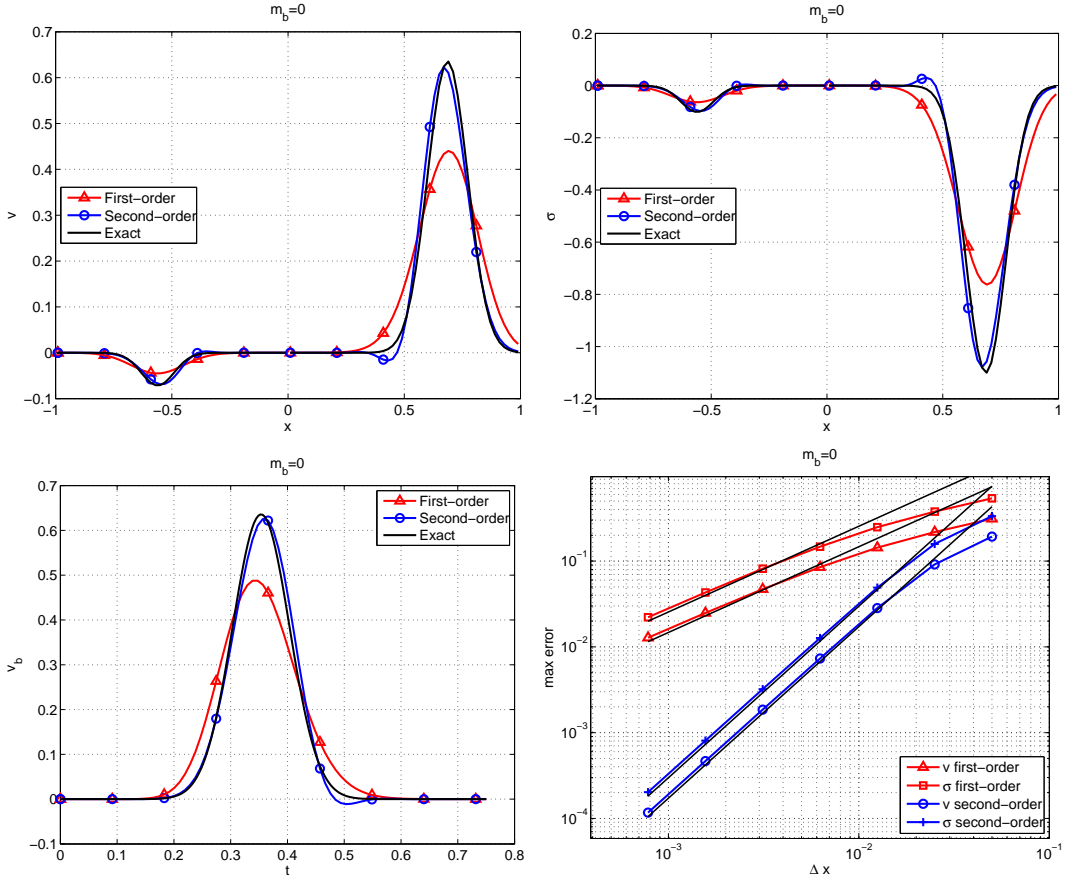 m_b=0
0.7
0.6
0.5
0.4
0.3
0.2
0.1
0
−0.1
v
First−order
Second−order
Exact
−1
−0.5
0
0.5
1
x
m_b=0
0.2
0
−0.2
−0.4
−0.6
−0.8
−1
−1.2
σ
First−order
Second−order
Exact
−1
−0.5
0
0.5
1
x
m_b=0
0.7
0.6
0.5
0.4
0.3
0.2
0.1
0
−0.1
v_b
First−order
Second−order
Exact
0
0.1
0.2
0.3
0.4
0.5
0.6
0.7
0.8
t
m_b=0
10^−1
10^−2
10^−3
10^−4
max error
v first−order
σ first−order
v second−order
σ second−order
10^−3
10^−2
10^−1
Δ x